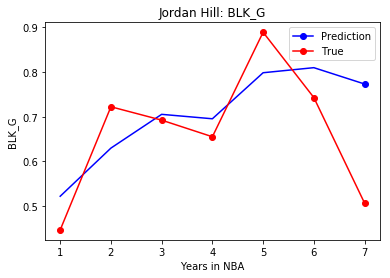 Jordan Hill: BLK_G
Prediction
True
0.9
0.8
0.7
0.6
0.5
BLK_G
1 2 3 4 5 6 7
Years in NBA